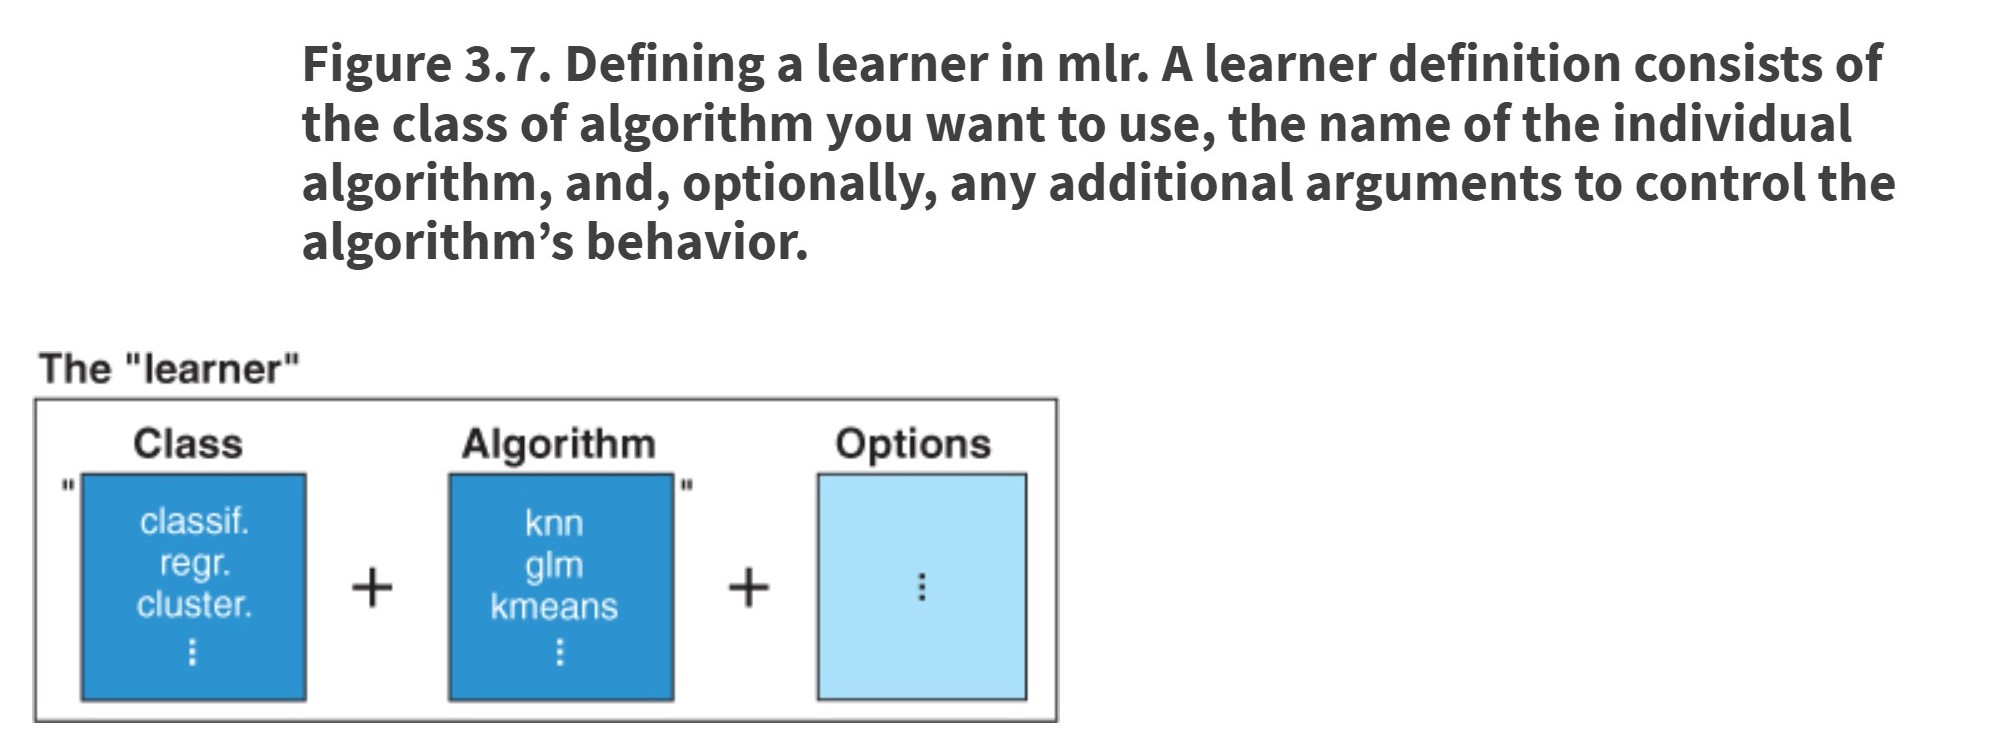 Figure 3.7. Defining a learner in mlr. A learner definition consists of
the class of algorithm you want to use, the name of the individual
algorithm, and, optionally, any additional arguments to control the
algorithm’s behavior.
The "learner"
Class
Algorithm
Options
"
classif.
regr.
cluster.
⋮
+
knn
glm
kmeans
⋮
"
+
⋮